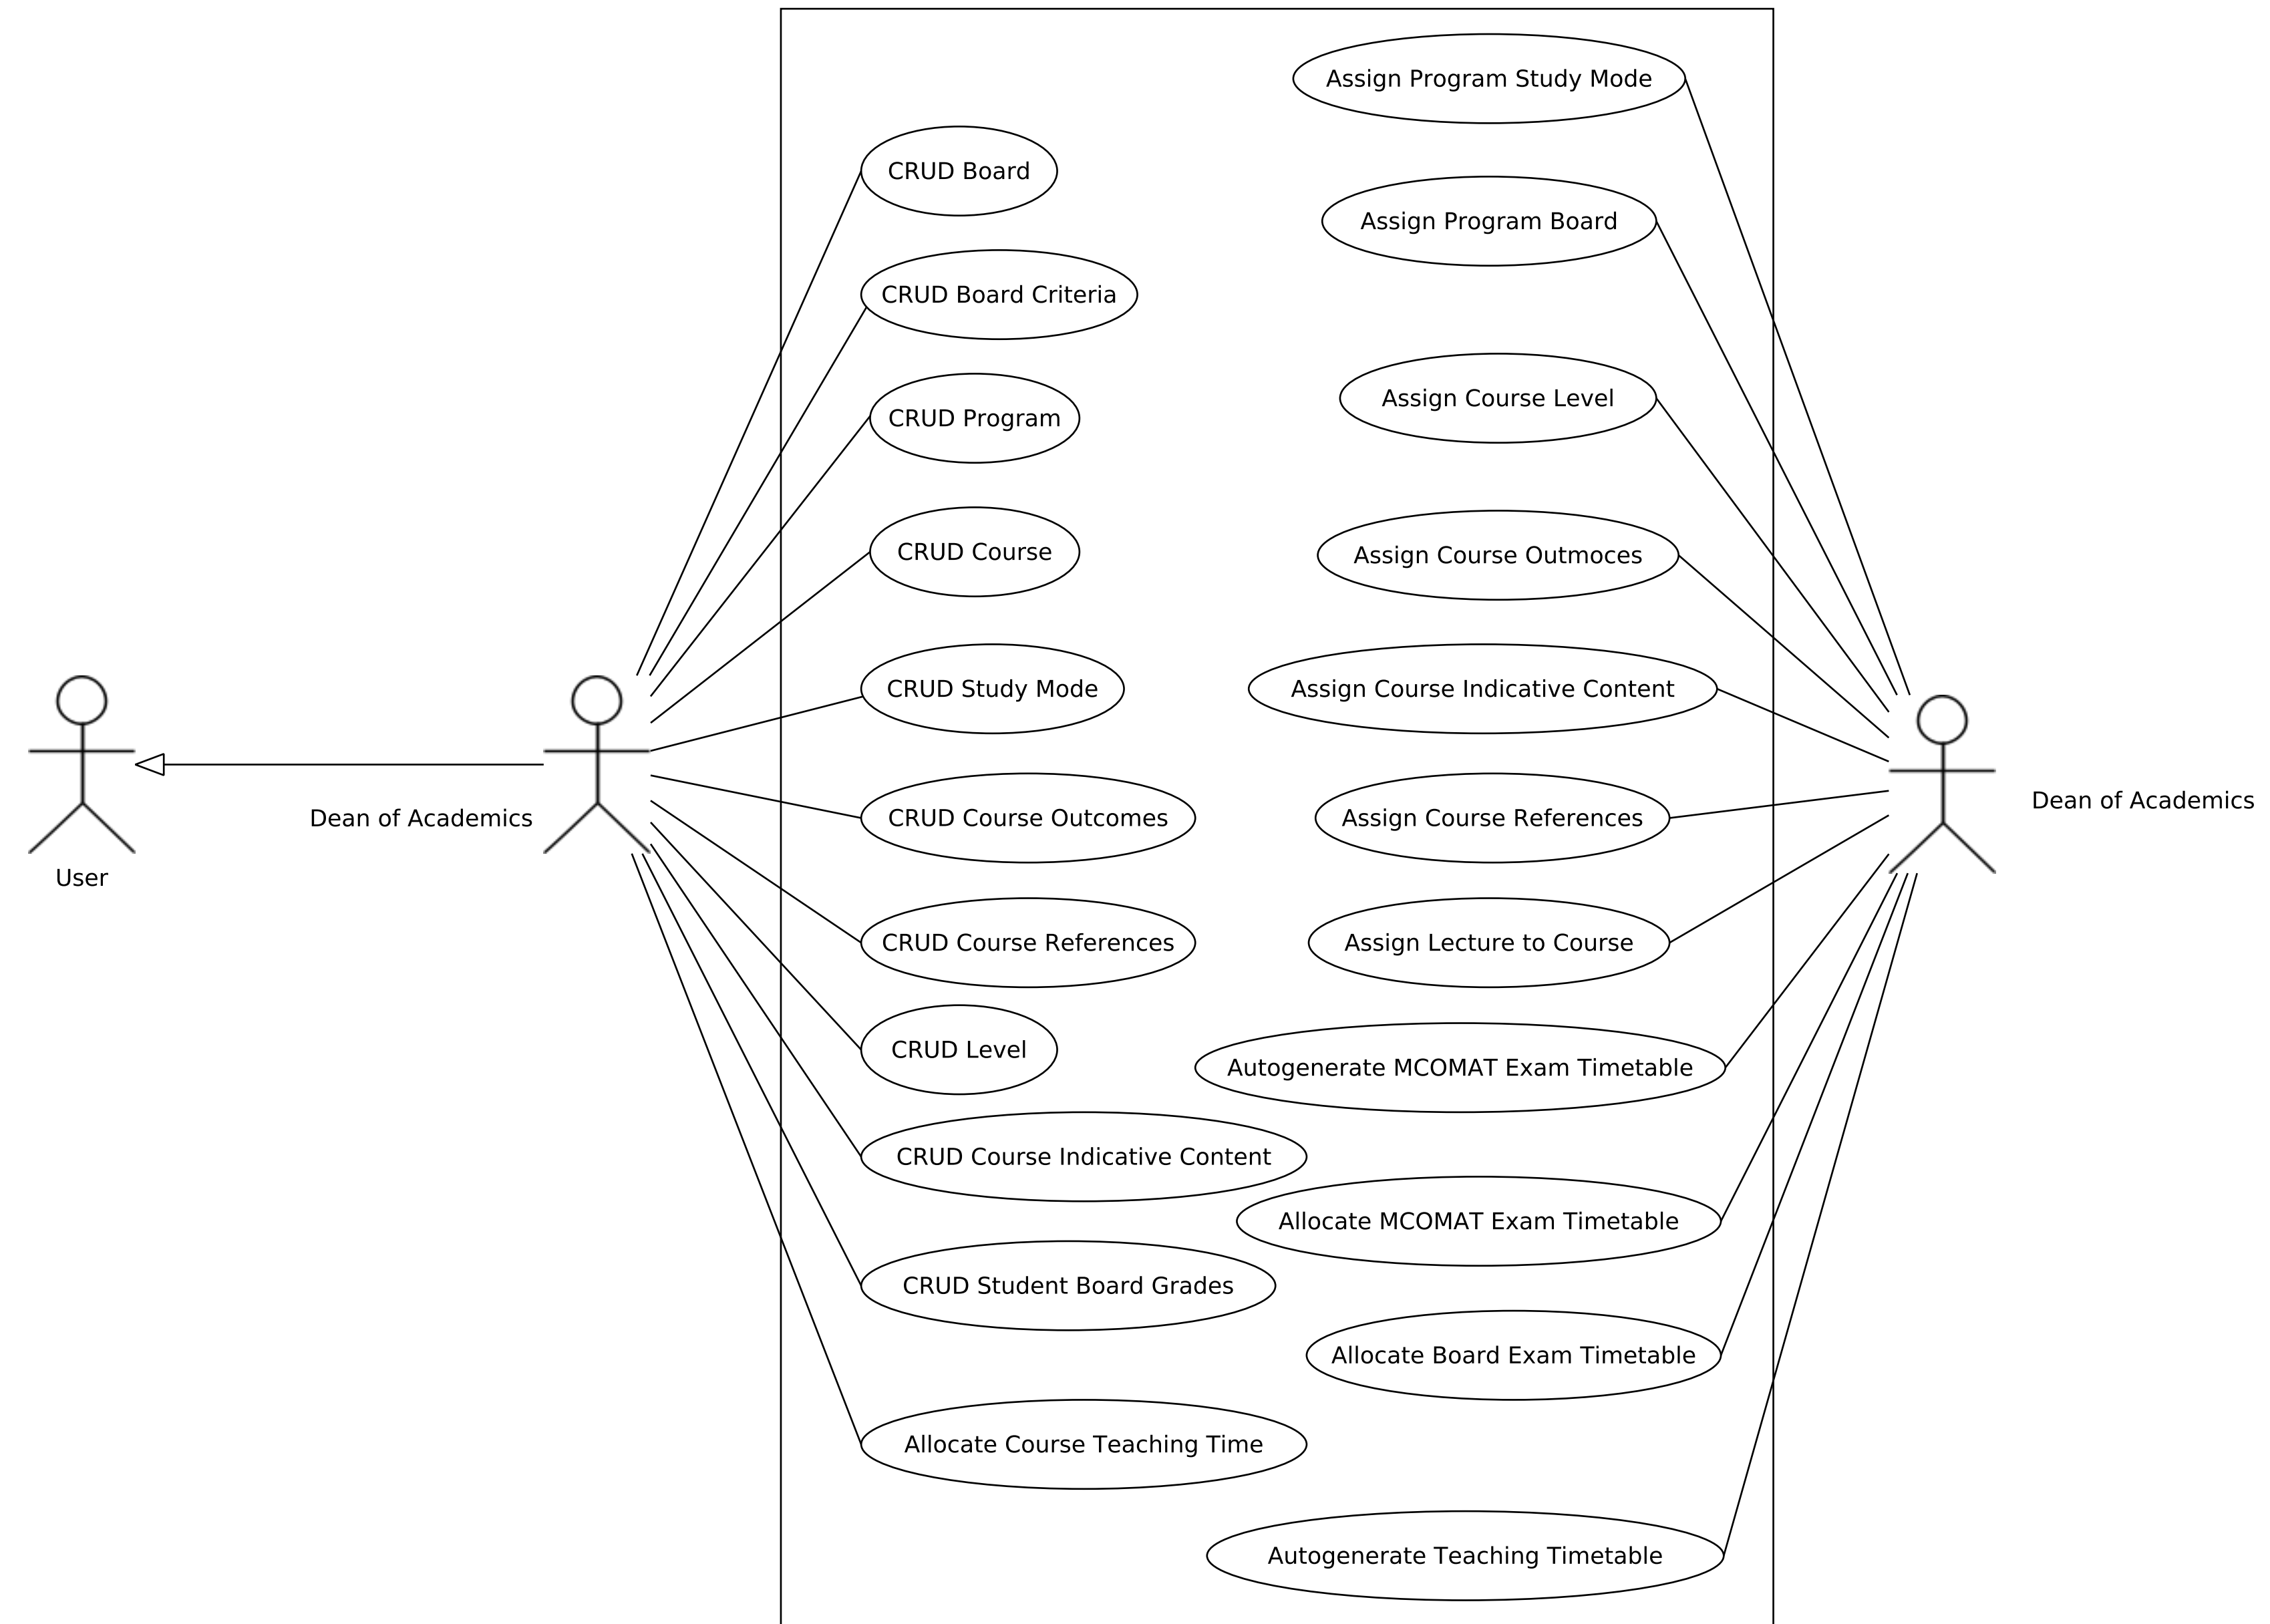 Assign Program Study Mode
CRUD Board
Assign Program Board
CRUD Board Criteria
Assign Course Level
CRUD Program
CRUD Course
Assign Course Outmoces
CRUD Study Mode
Assign Course Indicative Content
Dean of Academics
CRUD Course Outcomes
Assign Course References
Dean of Academics
User
CRUD Course References
Assign Lecture to Course
CRUD Level
Autogenerate MCOMAT Exam Timetable
CRUD Course Indicative Content
Allocate MCOMAT Exam Timetable
CRUD Student Board Grades
Allocate Board Exam Timetable
Allocate Course Teaching Time
Autogenerate Teaching Timetable